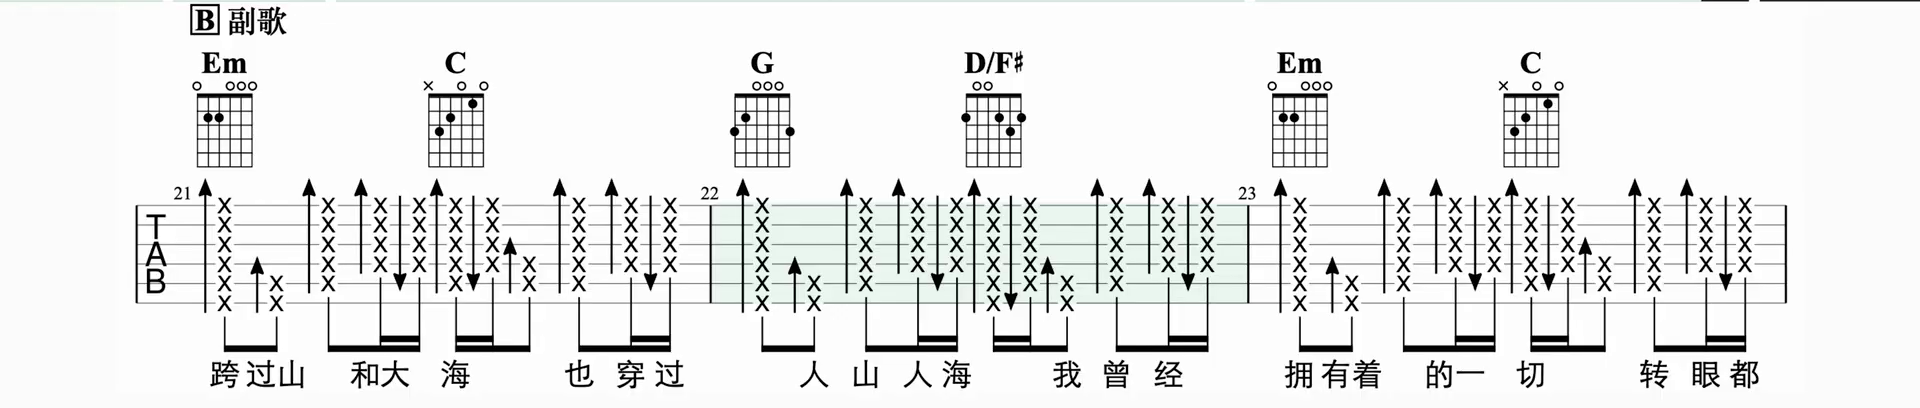 B 副歌
Em C G D/F♯ Em C
21 22 23
TAB
跨过山 和大 海 也 穿 过 人 山 人 海 我 曾 经 拥 有着 的一 切 转 眼 都